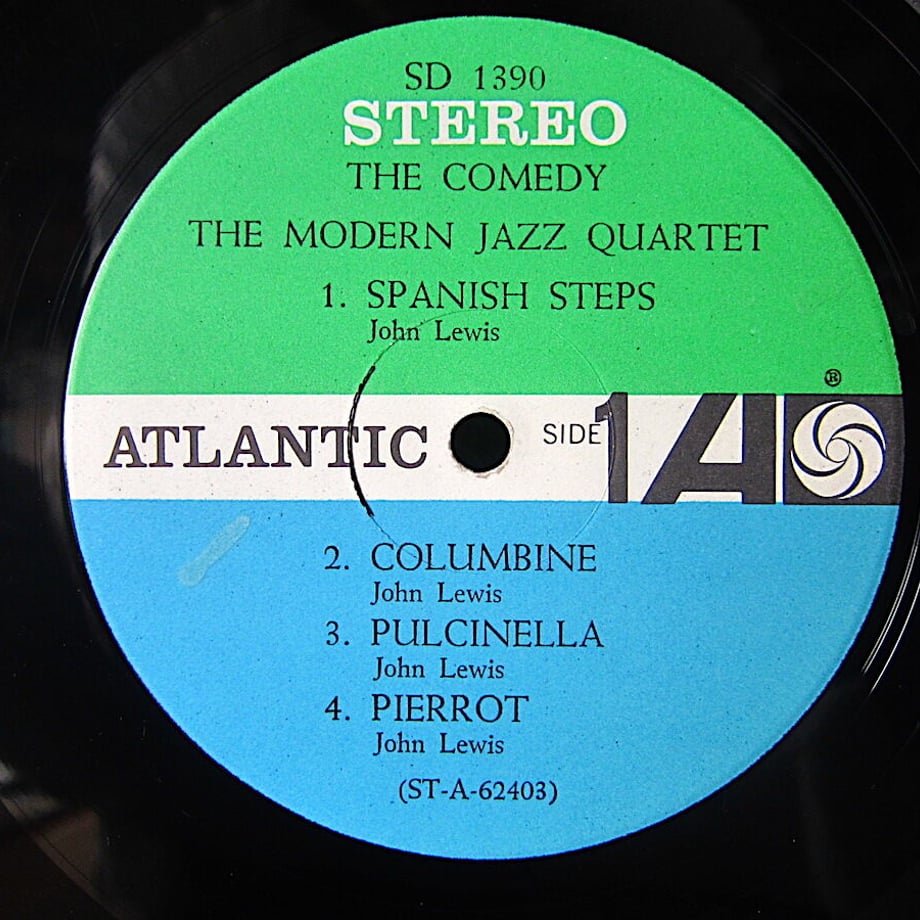 SD 1390
STEREO
THE COMEDY
THE MODERN JAZZ QUARTET
1. SPANISH STEPS
John Lewis
®
ATLANTIC SIDE 1 A
2. COLUMBINE
John Lewis
3. PULCINELLA
John Lewis
4. PIERROT
John Lewis
(ST-A-62403)